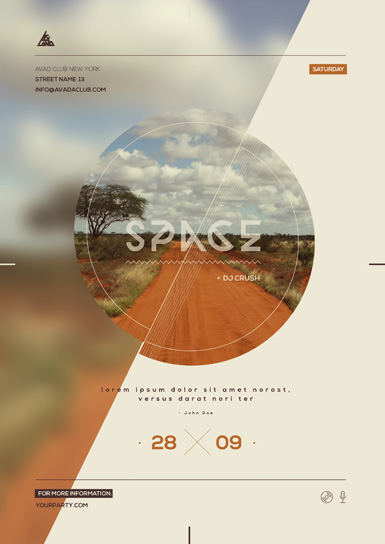 AVAD CLUB NEW YORK
SATURDAY
STREET NAME 13
INFO@AVADACLUB.COM
SPACE
+ DJ CRUSH
lorem ipsum dolor sit amet norost,
versus darat nori ter
- John Doe
28 09
FOR MORE INFORMATION:
YOURPARTY.COM